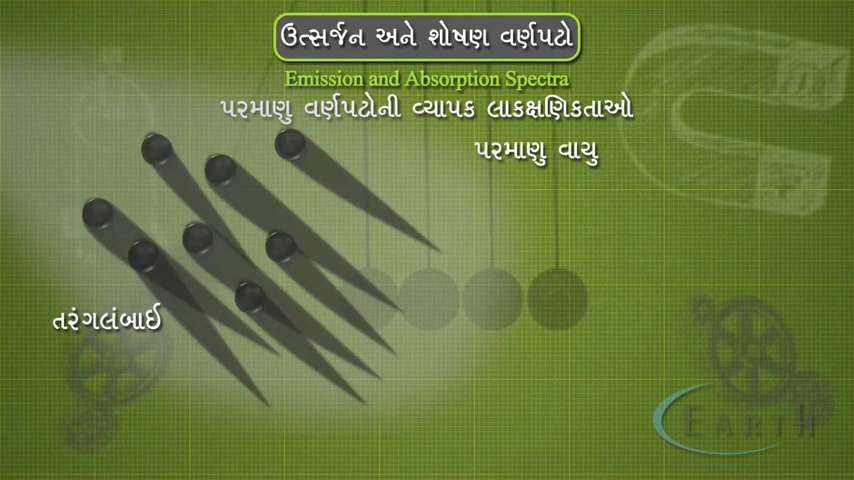 ઉત્સર્જન અને શોષણ વર્ણપટો
Emission and Absorption Spectra
પરમાણુ વર્ણપટોની વ્યાપક લાક્ષણિકતાઓ
પરમાણુ વાયુ
તરંગલંબાઈ
EARTH